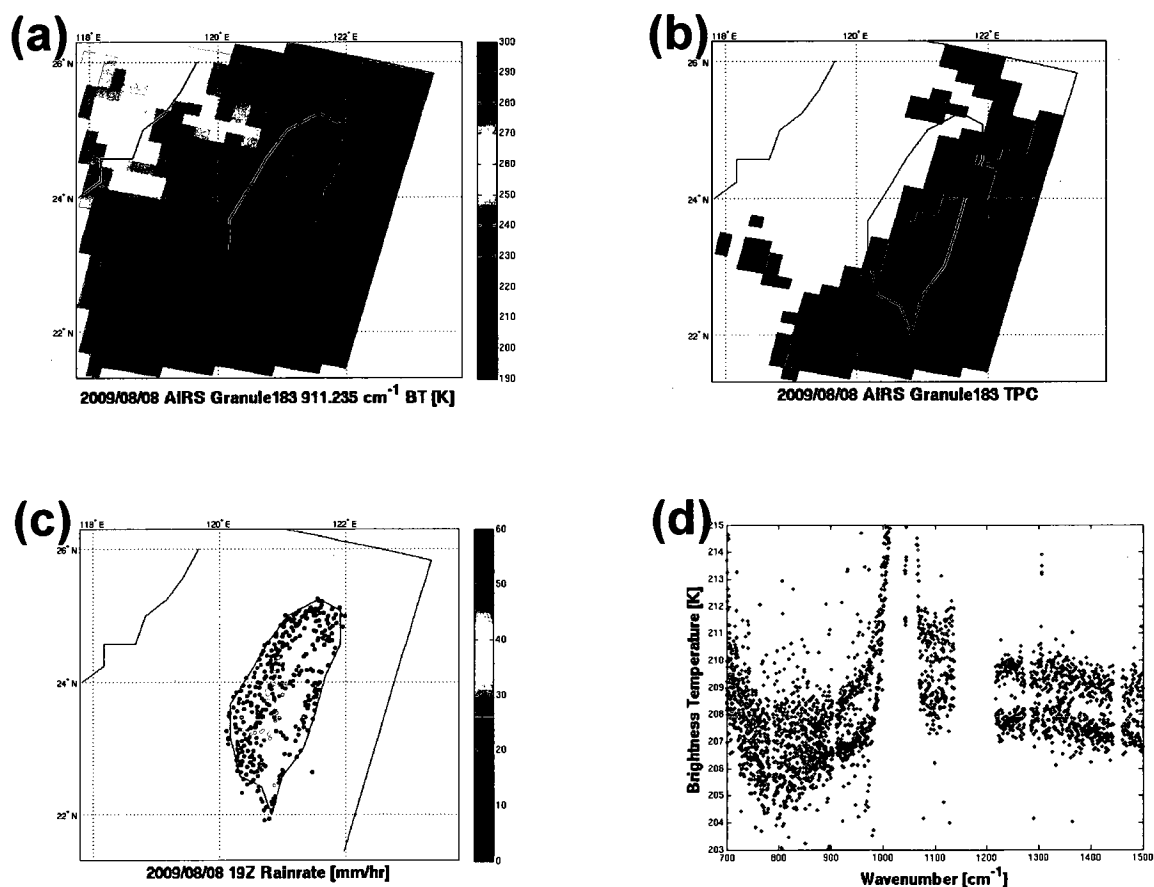 (a)
118° E
120° E
122° E
26° N
24° N
22° N
300
290
280
270
260
250
240
230
220
210
200
190
2009/08/08 AIRS Granule183 911.235 cm⁻¹ BT [K]
(b)
118° E
120° E
122° E
26° N
24° N
22° N
2009/08/08 AIRS Granule183 TPC
(c)
118° E
120° E
122° E
26° N
24° N
22° N
60
50
40
30
20
10
0
2009/08/08 19Z Rainrate [mm/hr]
(d)
Brightness Temperature [K]
215
214
213
212
211
210
209
208
207
206
205
204
203
700
800
900
1000
1100
1200
1300
1400
1500
Wavenumber [cm⁻¹]